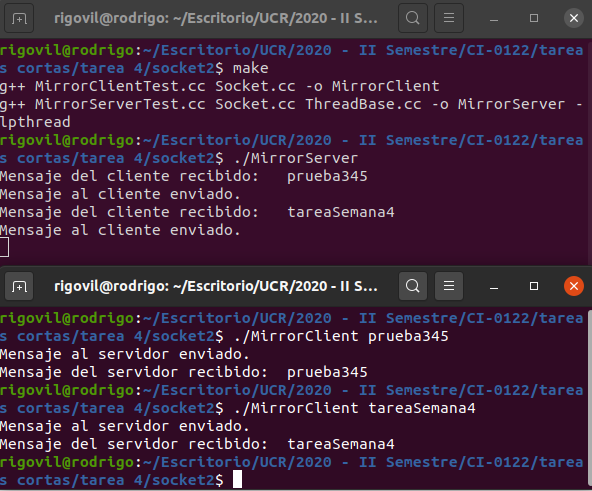 rigovil@rodrigo: ~/Escritorio/UCR/2020 - II S...
rigovil@rodrigo:~/Escritorio/UCR/2020 - II Semestre/CI-0122/tarea
s cortas/tarea 4/socket2$ make
g++ MirrorClientTest.cc Socket.cc -o MirrorClient
g++ MirrorServerTest.cc Socket.cc ThreadBase.cc -o MirrorServer -
lpthread
rigovil@rodrigo:~/Escritorio/UCR/2020 - II Semestre/CI-0122/tarea
s cortas/tarea 4/socket2$ ./MirrorServer
Mensaje del cliente recibido:   prueba345
Mensaje al cliente enviado.
Mensaje del cliente recibido:   tareaSemana4
Mensaje al cliente enviado.
rigovil@rodrigo: ~/Escritorio/UCR/2020 - II S...
rigovil@rodrigo:~/Escritorio/UCR/2020 - II Semestre/CI-0122/tarea
s cortas/tarea 4/socket2$ ./MirrorClient prueba345
Mensaje al servidor enviado.
Mensaje del servidor recibido:  prueba345
rigovil@rodrigo:~/Escritorio/UCR/2020 - II Semestre/CI-0122/tarea
s cortas/tarea 4/socket2$ ./MirrorClient tareaSemana4
Mensaje al servidor enviado.
Mensaje del servidor recibido:  tareaSemana4
rigovil@rodrigo:~/Escritorio/UCR/2020 - II Semestre/CI-0122/tarea
s cortas/tarea 4/socket2$